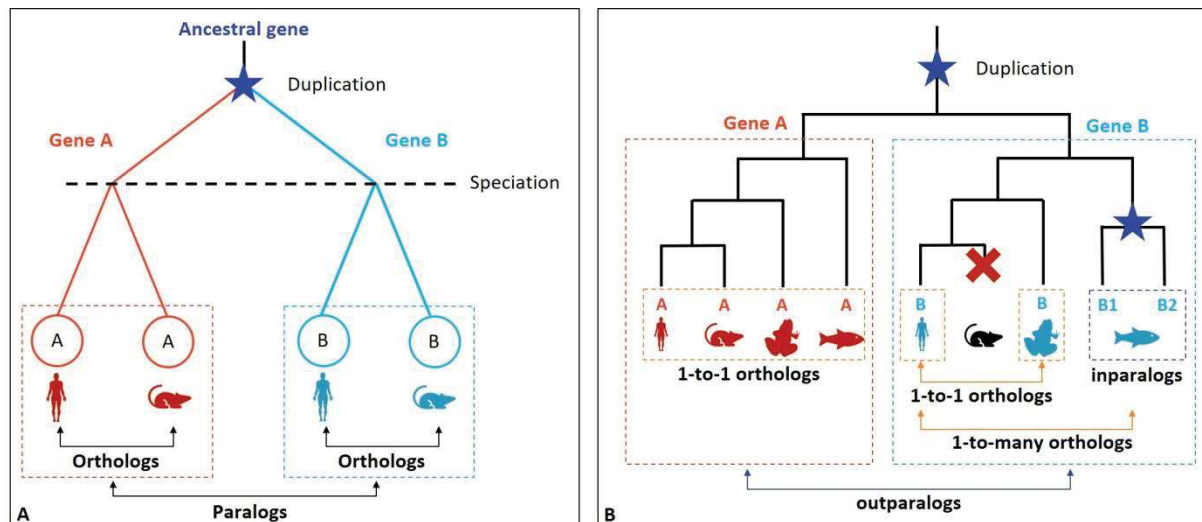 Ancestral gene
Duplication
Gene A
Gene B
Speciation
A A B B
Orthologs Orthologs
Paralogs
A
Duplication
Gene A Gene B
A A A A B B B1 B2
1-to-1 orthologs
inparalogs
1-to-1 orthologs
1-to-many orthologs
outparalogs
B